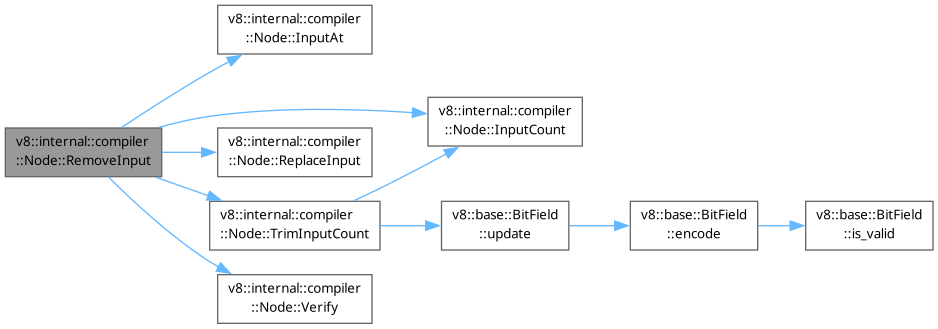 v8::internal::compiler
::Node::InputAt
v8::internal::compiler
::Node::InputCount
v8::internal::compiler
::Node::RemoveInput
v8::internal::compiler
::Node::ReplaceInput
v8::internal::compiler
::Node::TrimInputCount
v8::base::BitField
::update
v8::base::BitField
::encode
v8::base::BitField
::is_valid
v8::internal::compiler
::Node::Verify